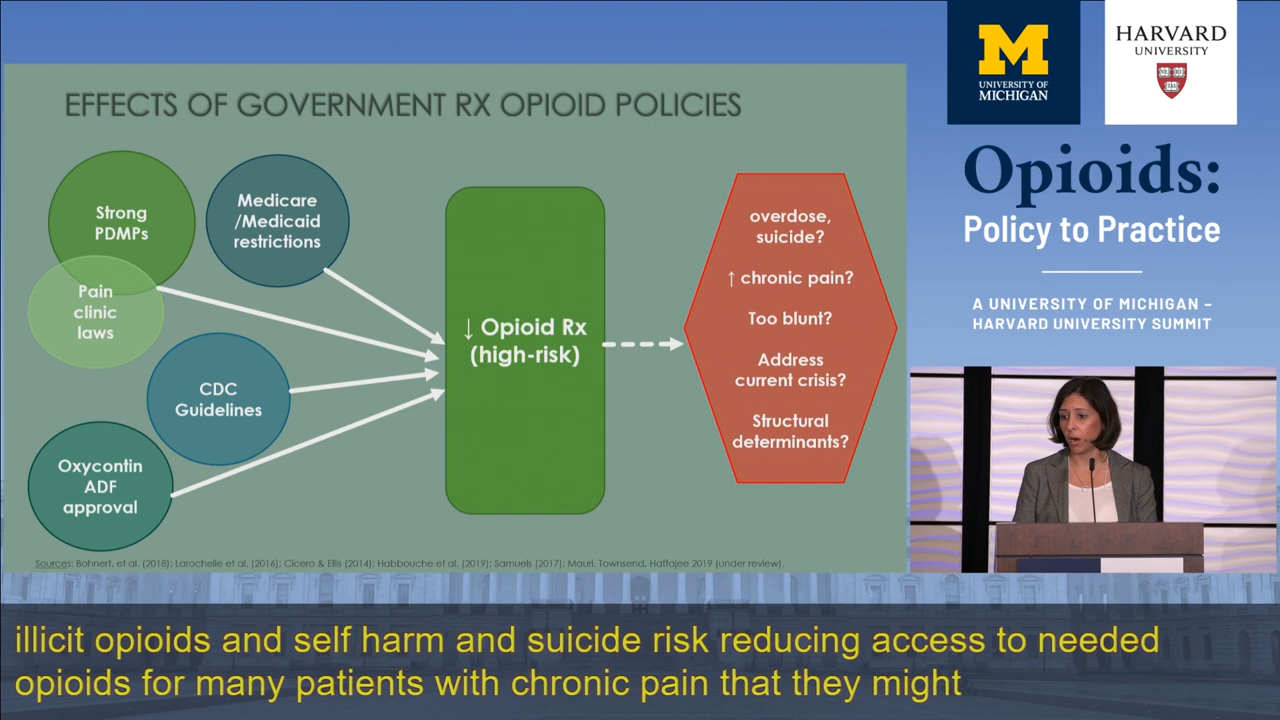 EFFECTS OF GOVERNMENT RX OPIOID POLICIES
Strong
PDMPs
Medicare
/Medicaid
restrictions
Pain
clinic
laws
CDC
Guidelines
Oxycontin
ADF
approval
↓ Opioid Rx
(high-risk)
overdose,
suicide?
↑ chronic pain?
Too blunt?
Address
current crisis?
Structural
determinants?
Sources: Bohnert, et al. (2018); Larochelle et al. (2016); Cicero & Ellis (2014); Habbouche et al. (2019); Samuels (2017); Mauri, Townsend, Haffajee 2019 (under review).
M
UNIVERSITY OF
MICHIGAN
HARVARD
UNIVERSITY
Opioids:
Policy to Practice
A UNIVERSITY OF MICHIGAN –
HARVARD UNIVERSITY SUMMIT
illicit opioids and self harm and suicide risk reducing access to needed
opioids for many patients with chronic pain that they might